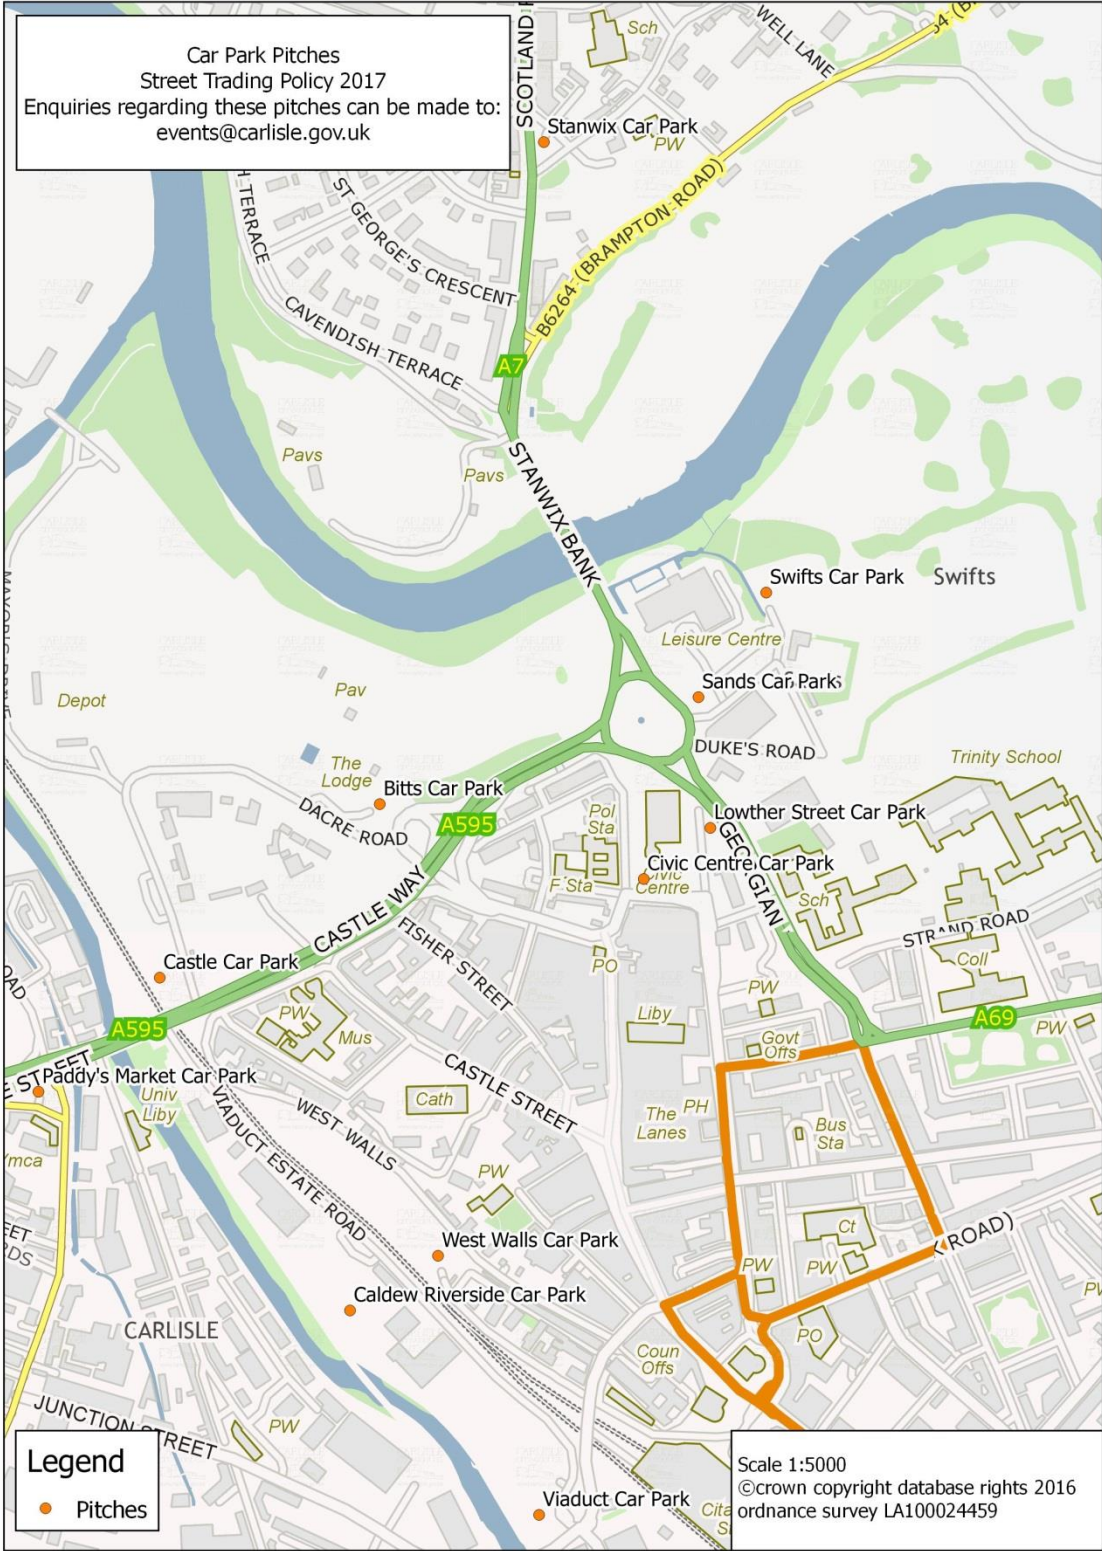 Car Park Pitches
Street Trading Policy 2017
Enquiries regarding these pitches can be made to:
events@carlisle.gov.uk
SCOTLAND
Sch
WELL LANE
Stanwix Car Park
PW
TERRACE
ST GEORGE'S CRESCENT
B6264 (BRAMPTON ROAD)
CAVENDISH TERRACE
A7
Pavs
Pavs
STANWIX BANK
Swifts Car Park
Swifts
Leisure Centre
Depot
Pav
Sands Car Park
DUKE'S ROAD
The
Lodge
Trinity School
Bitts Car Park
DACRE ROAD
A595
Pol
Sta
Lowther Street Car Park
GEORGIAN
Civic Centre Car Park
F Sta
Centre
Sch
CASTLE WAY
FISHER STREET
STRAND ROAD
Coll
Castle Car Park
PO
PW
PW
Mus
Liby
A595
Govt
Offs
A69
PW
STREET
Paddy's Market Car Park
Univ
Liby
CASTLE STREET
Cath
WEST WALLS
VIADUCT ESTATE ROAD
The
Lanes
PH
Bus
Sta
PW
Ct
ROAD)
West Walls Car Park
PW
PW
Caldew Riverside Car Park
CARLISLE
PO
Coun
Offs
JUNCTION STREET
PW
Legend
Pitches
Viaduct Car Park
Scale 1:5000
©crown copyright database rights 2016
ordnance survey LA100024459